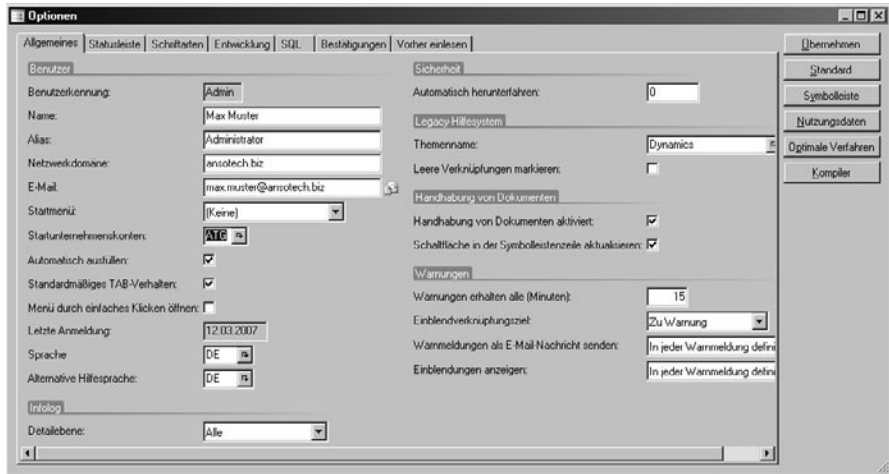 Optionen
Allgemeines
Statusleiste
Schriftarten
Entwicklung
SQL
Bestätigungen
Vorher einlesen
Benutzer
Benutzerkennung:
Admin
Name:
Max Muster
Alias:
Administrator
Netzwerkdomäne:
ansotech.biz
E-Mail:
max.muster@ansotech.biz
Startmenü:
(Keine)
Startunternehmenskonten:
ATG
Automatisch ausfüllen:
Standardmäßiges TAB-Verhalten:
Menü durch einfaches Klicken öffnen:
Letzte Anmeldung:
12.03.2007
Sprache
DE
Alternative Hilfesprache:
DE
Infolog
Detailebene:
Alle
Sicherheit
Automatisch herunterfahren:
0
Legacy Hilfesystem
Themenname:
Dynamics
Leere Verknüpfungen markieren:
Handhabung von Dokumenten
Handhabung von Dokumenten aktiviert:
Schaltfläche in der Symbolleistenzeile aktualisieren:
Warnungen
Warnungen erhalten alle (Minuten):
15
Einblendverknüpfungsziel:
Zu Warnung
Warnmeldungen als E-Mail-Nachricht senden:
In jeder Warnmeldung defini
Einblendungen anzeigen:
In jeder Warnmeldung defini
Übernehmen
Standard
Symbolleiste
Nutzungsdaten
Optimale Verfahren
Kompiler